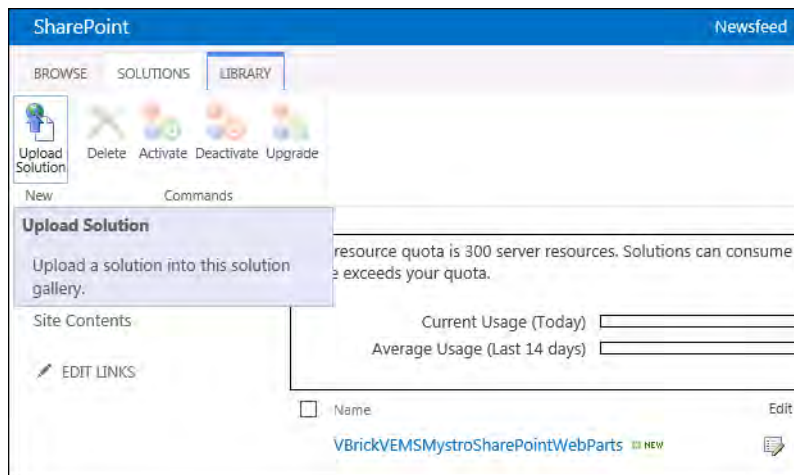 SharePoint
Newsfeed
BROWSE SOLUTIONS LIBRARY
Upload Solution
Delete Activate Deactivate Upgrade
New
Commands
Upload Solution
Upload a solution into this solution
gallery.
resource quota is 300 server resources. Solutions can consume
exceeds your quota.
Site Contents
Current Usage (Today)
Average Usage (Last 14 days)
EDIT LINKS
Name
Edit
VBrickVEMSMystroSharePointWebParts NEW